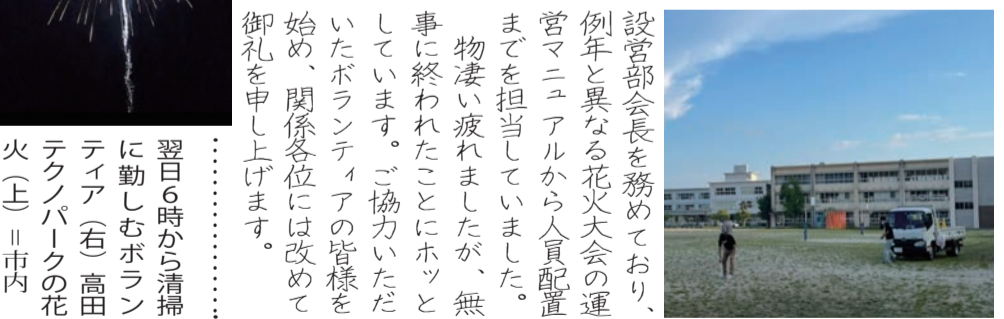 設営部会長を務めており、
例年と異なる花火大会の運
営マニュアルから人員配置
までを担当していました。
物凄い疲れましたが、無
事に終われたことにホッと
しています。ご協力いただ
いたボランティアの皆様を
始め、関係各位には改めて
御礼を申し上げます。
翌日6時から清掃
に勤しむボラン
ティア（右）高田
テクノパークの花
火（上）＝市内